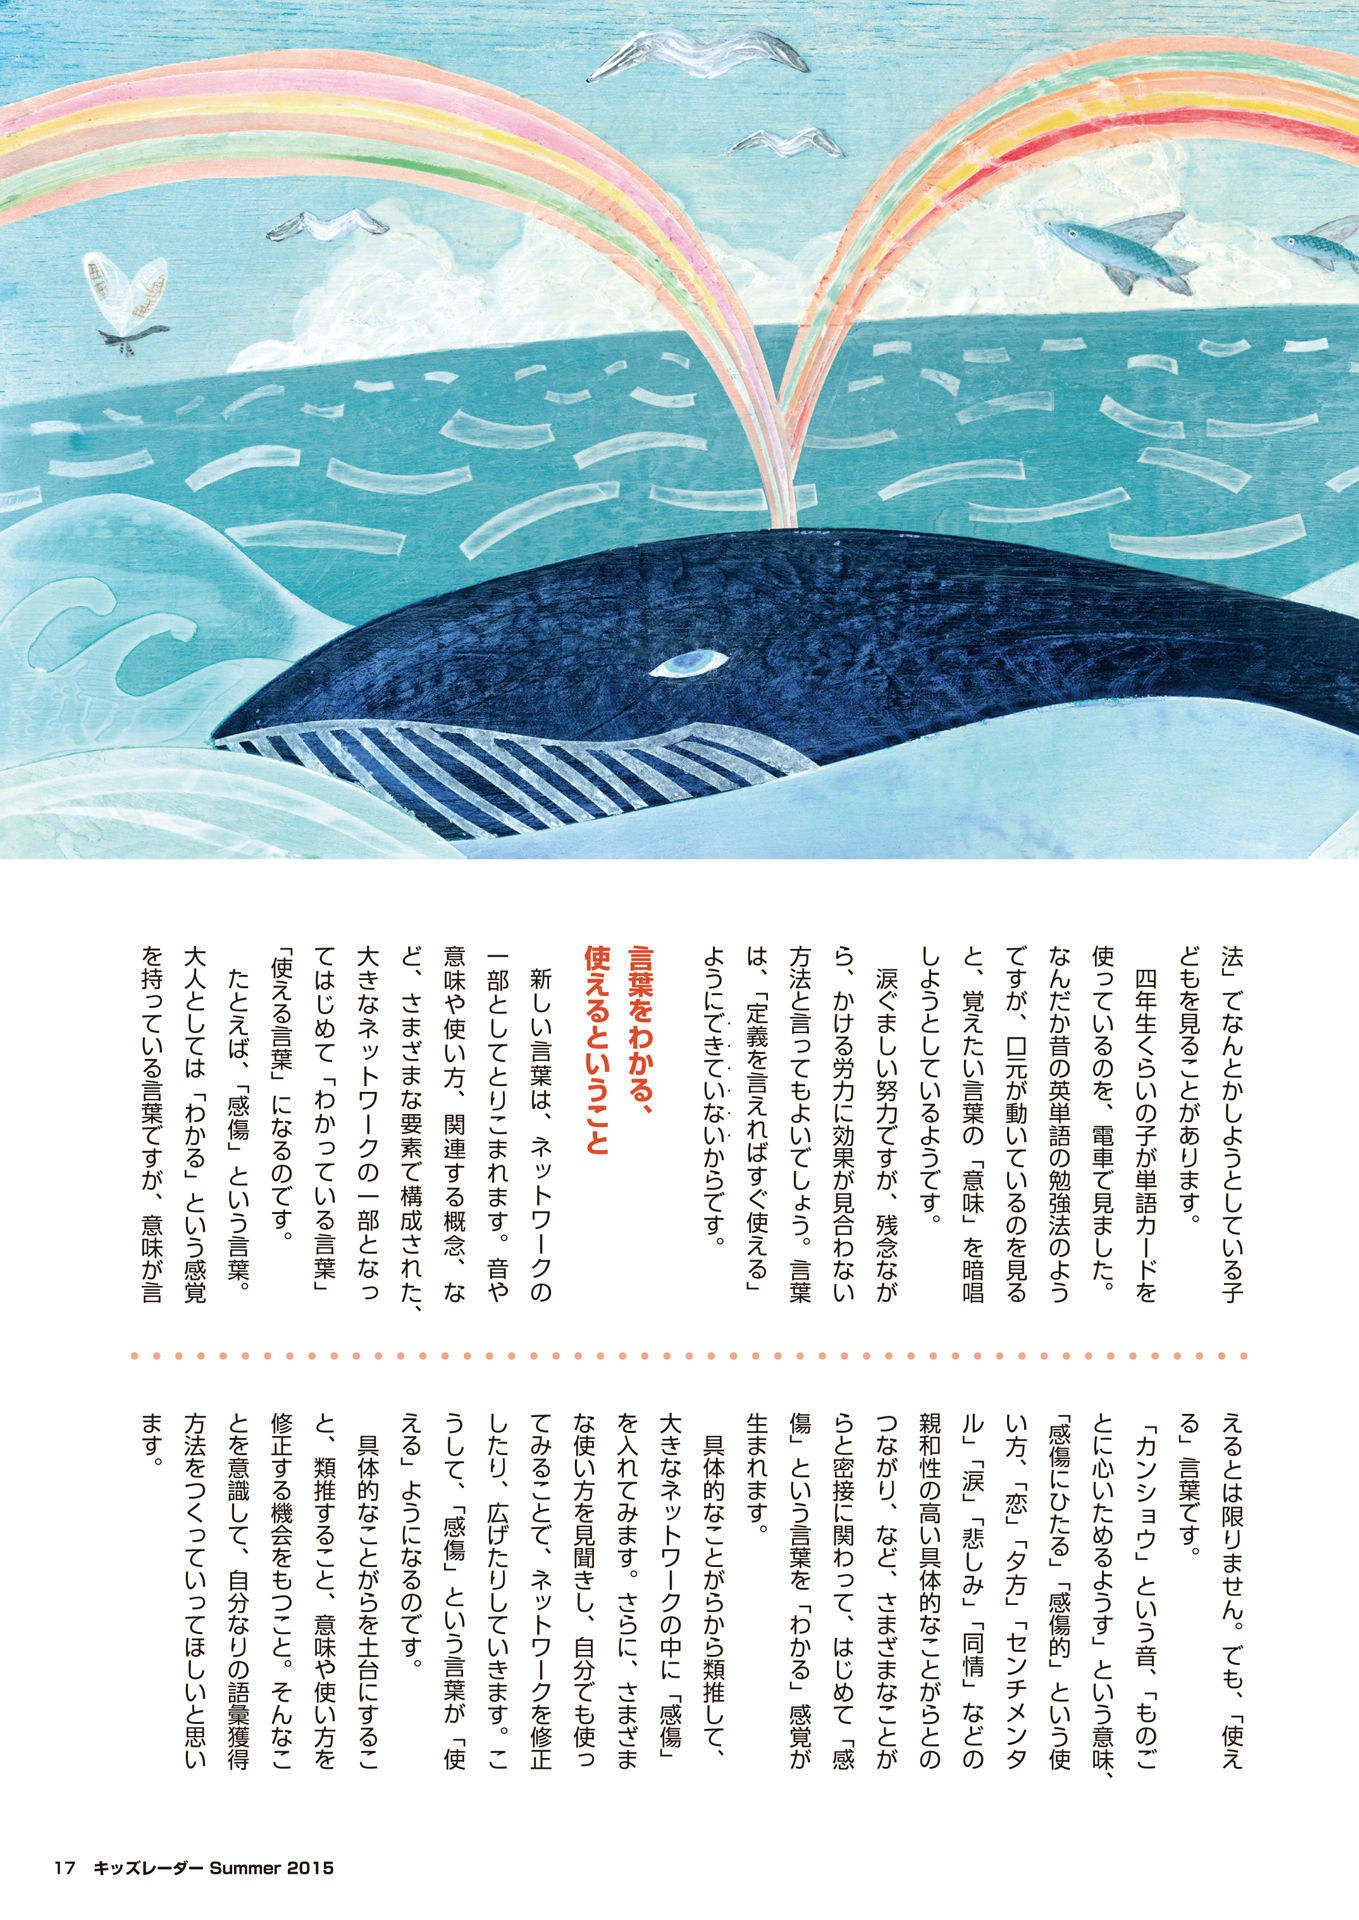 法」でなんとかしようとしている子
どもを見ることがあります。
四年生くらいの子が単語カードを
使っているのを、電車で見ました。
なんだか昔の英単語の勉強法のよう
ですが、口元が動いているのを見る
と、覚えたい言葉の「意味」を暗唱
しようとしているようです。
涙ぐましい努力ですが、残念なが
ら、かける労力に効果が見合わない
方法と言ってもよいでしょう。言葉
は、「定義を言えればすぐ使える」
ようにできていないからです。
言葉をわかる、
使えるということ
新しい言葉は、ネットワークの
一部としてとりこまれます。音や
意味や使い方、関連する概念、な
ど、さまざまな要素で構成された、
大きなネットワークの一部となっ
てはじめて「わかっている言葉」
「使える言葉」になるのです。
たとえば、「感傷」という言葉。
大人としては「わかる」という感覚
を持っている言葉ですが、意味が言
えるとは限りません。でも、「使え
る」言葉です。
「カンショウ」という音、「ものご
とに心いためるようす」という意味、
「感傷にひたる」「感傷的」という使
い方、「恋」「夕方」「センチメンタ
ル」「涙」「悲しみ」「同情」などの
親和性の高い具体的なことがらとの
つながり、など、さまざまなことが
らと密接に関わって、はじめて「感
傷」という言葉を「わかる」感覚が
生まれます。
具体的なことがらから類推して、
大きなネットワークの中に「感傷」
を入れてみます。さらに、さまざま
な使い方を見聞きし、自分でも使っ
てみることで、ネットワークを修正
したり、広げたりしていきます。こ
うして、「感傷」という言葉が「使
える」ようになるのです。
具体的なことがらを土台にするこ
と、類推すること、意味や使い方を
修正する機会をもつこと。そんなこ
とを意識して、自分なりの語彙獲得
方法をつくっていってほしいと思い
ます。
17 キッズレーダー Summer 2015